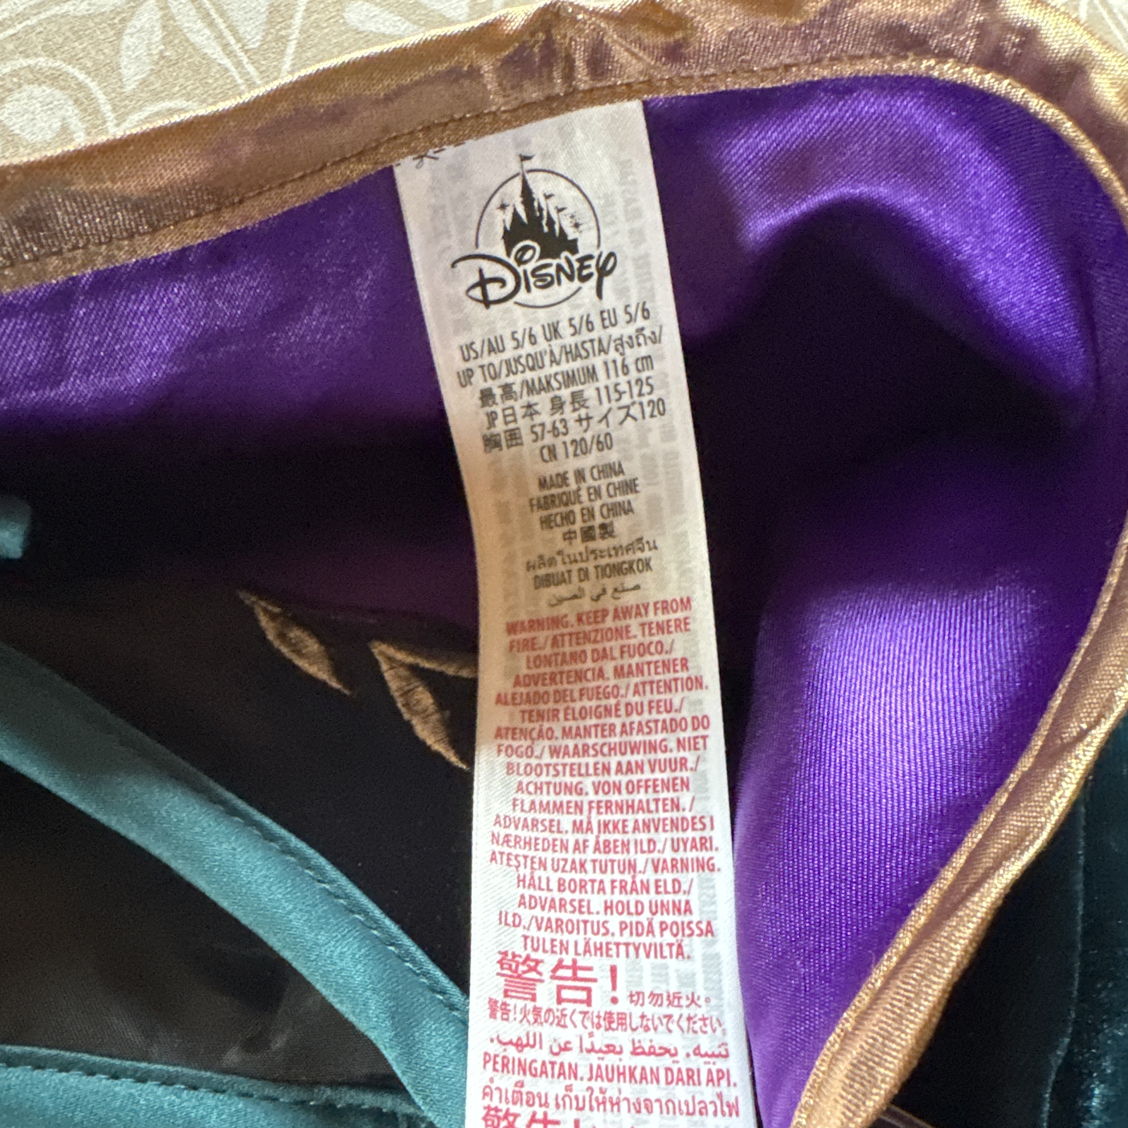 Disney
US/AU 5/6 UK 5/6 EU 5/6
UP TO/JUSQU'À/HASTA/สูงถึง/
最高/MAKSIMUM 116 cm
JP日本 身長 115-125
胸囲 57-63 サイズ120
CN 120/60
MADE IN CHINA
FABRIQUÉ EN CHINE
HECHO EN CHINA
中國製
ผลิตในประเทศจีน
DIBUAT DI TIONGKOK
صنع في الصين
WARNING. KEEP AWAY FROM
FIRE./ ATTENZIONE. TENERE
LONTANO DAL FUOCO./
ADVERTENCIA. MANTENER
ALEJADO DEL FUEGO./ ATTENTION.
TENIR ÉLOIGNÉ DU FEU./
ATENÇÃO. MANTER AFASTADO DO
FOGO./ WAARSCHUWING. NIET
BLOOTSTELLEN AAN VUUR./
ACHTUNG. VON OFFENEN
FLAMMEN FERNHALTEN./
ADVARSEL. MÅ IKKE ANVENDES I
NÆRHEDEN AF ÅBEN ILD./ UYARI.
ATEŞTEN UZAK TUTUN./ VARNING.
HÅLL BORTA FRÅN ELD./
ADVARSEL. HOLD UNNA
ILD./VAROITUS. PIDÄ POISSA
TULEN LÄHETTYVILTÄ.
警告! 切勿近火。
警告!火気の近くでは使用しないでください。
تنبيه. يحفظ بعيدًا عن اللهب.
PERINGATAN. JAUHKAN DARI API.
คำเตือน เก็บให้ห่างจากเปลวไฟ
警告!